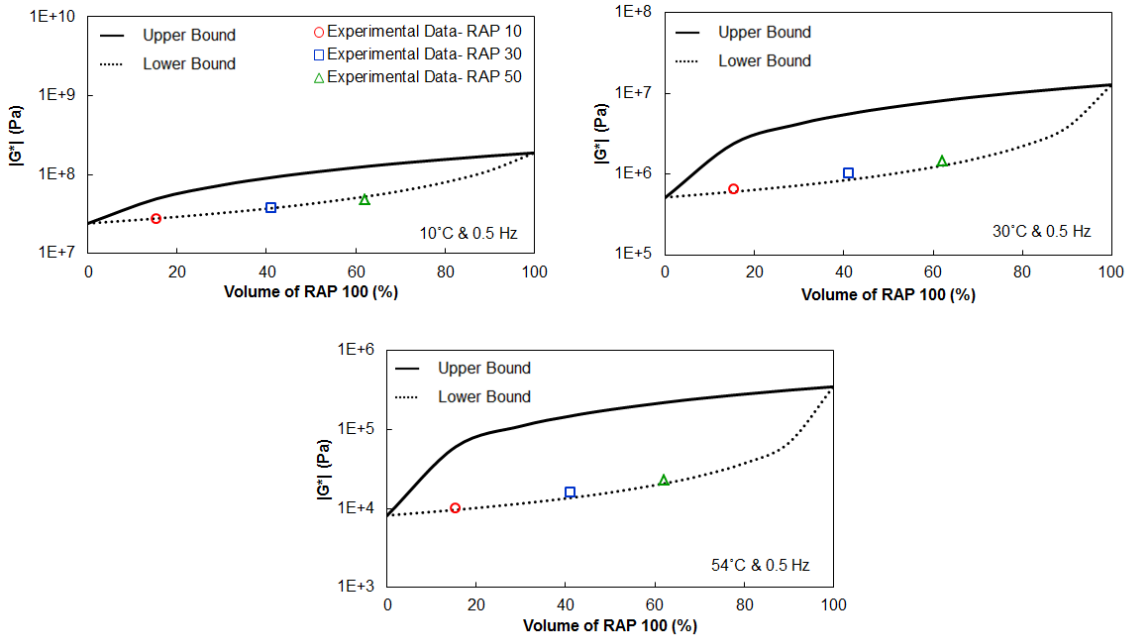 1E+10
1E+9
1E+8
1E+7
|G*| (Pa)
Upper Bound
Lower Bound
Experimental Data- RAP 10
Experimental Data- RAP 30
Experimental Data- RAP 50
10˚C & 0.5 Hz
0 20 40 60 80 100
Volume of RAP 100 (%)
1E+8
1E+7
1E+6
1E+5
|G*| (Pa)
Upper Bound
Lower Bound
30˚C & 0.5 Hz
0 20 40 60 80 100
Volume of RAP 100 (%)
1E+6
1E+5
1E+4
1E+3
|G*| (Pa)
Upper Bound
Lower Bound
54˚C & 0.5 Hz
0 20 40 60 80 100
Volume of RAP 100 (%)